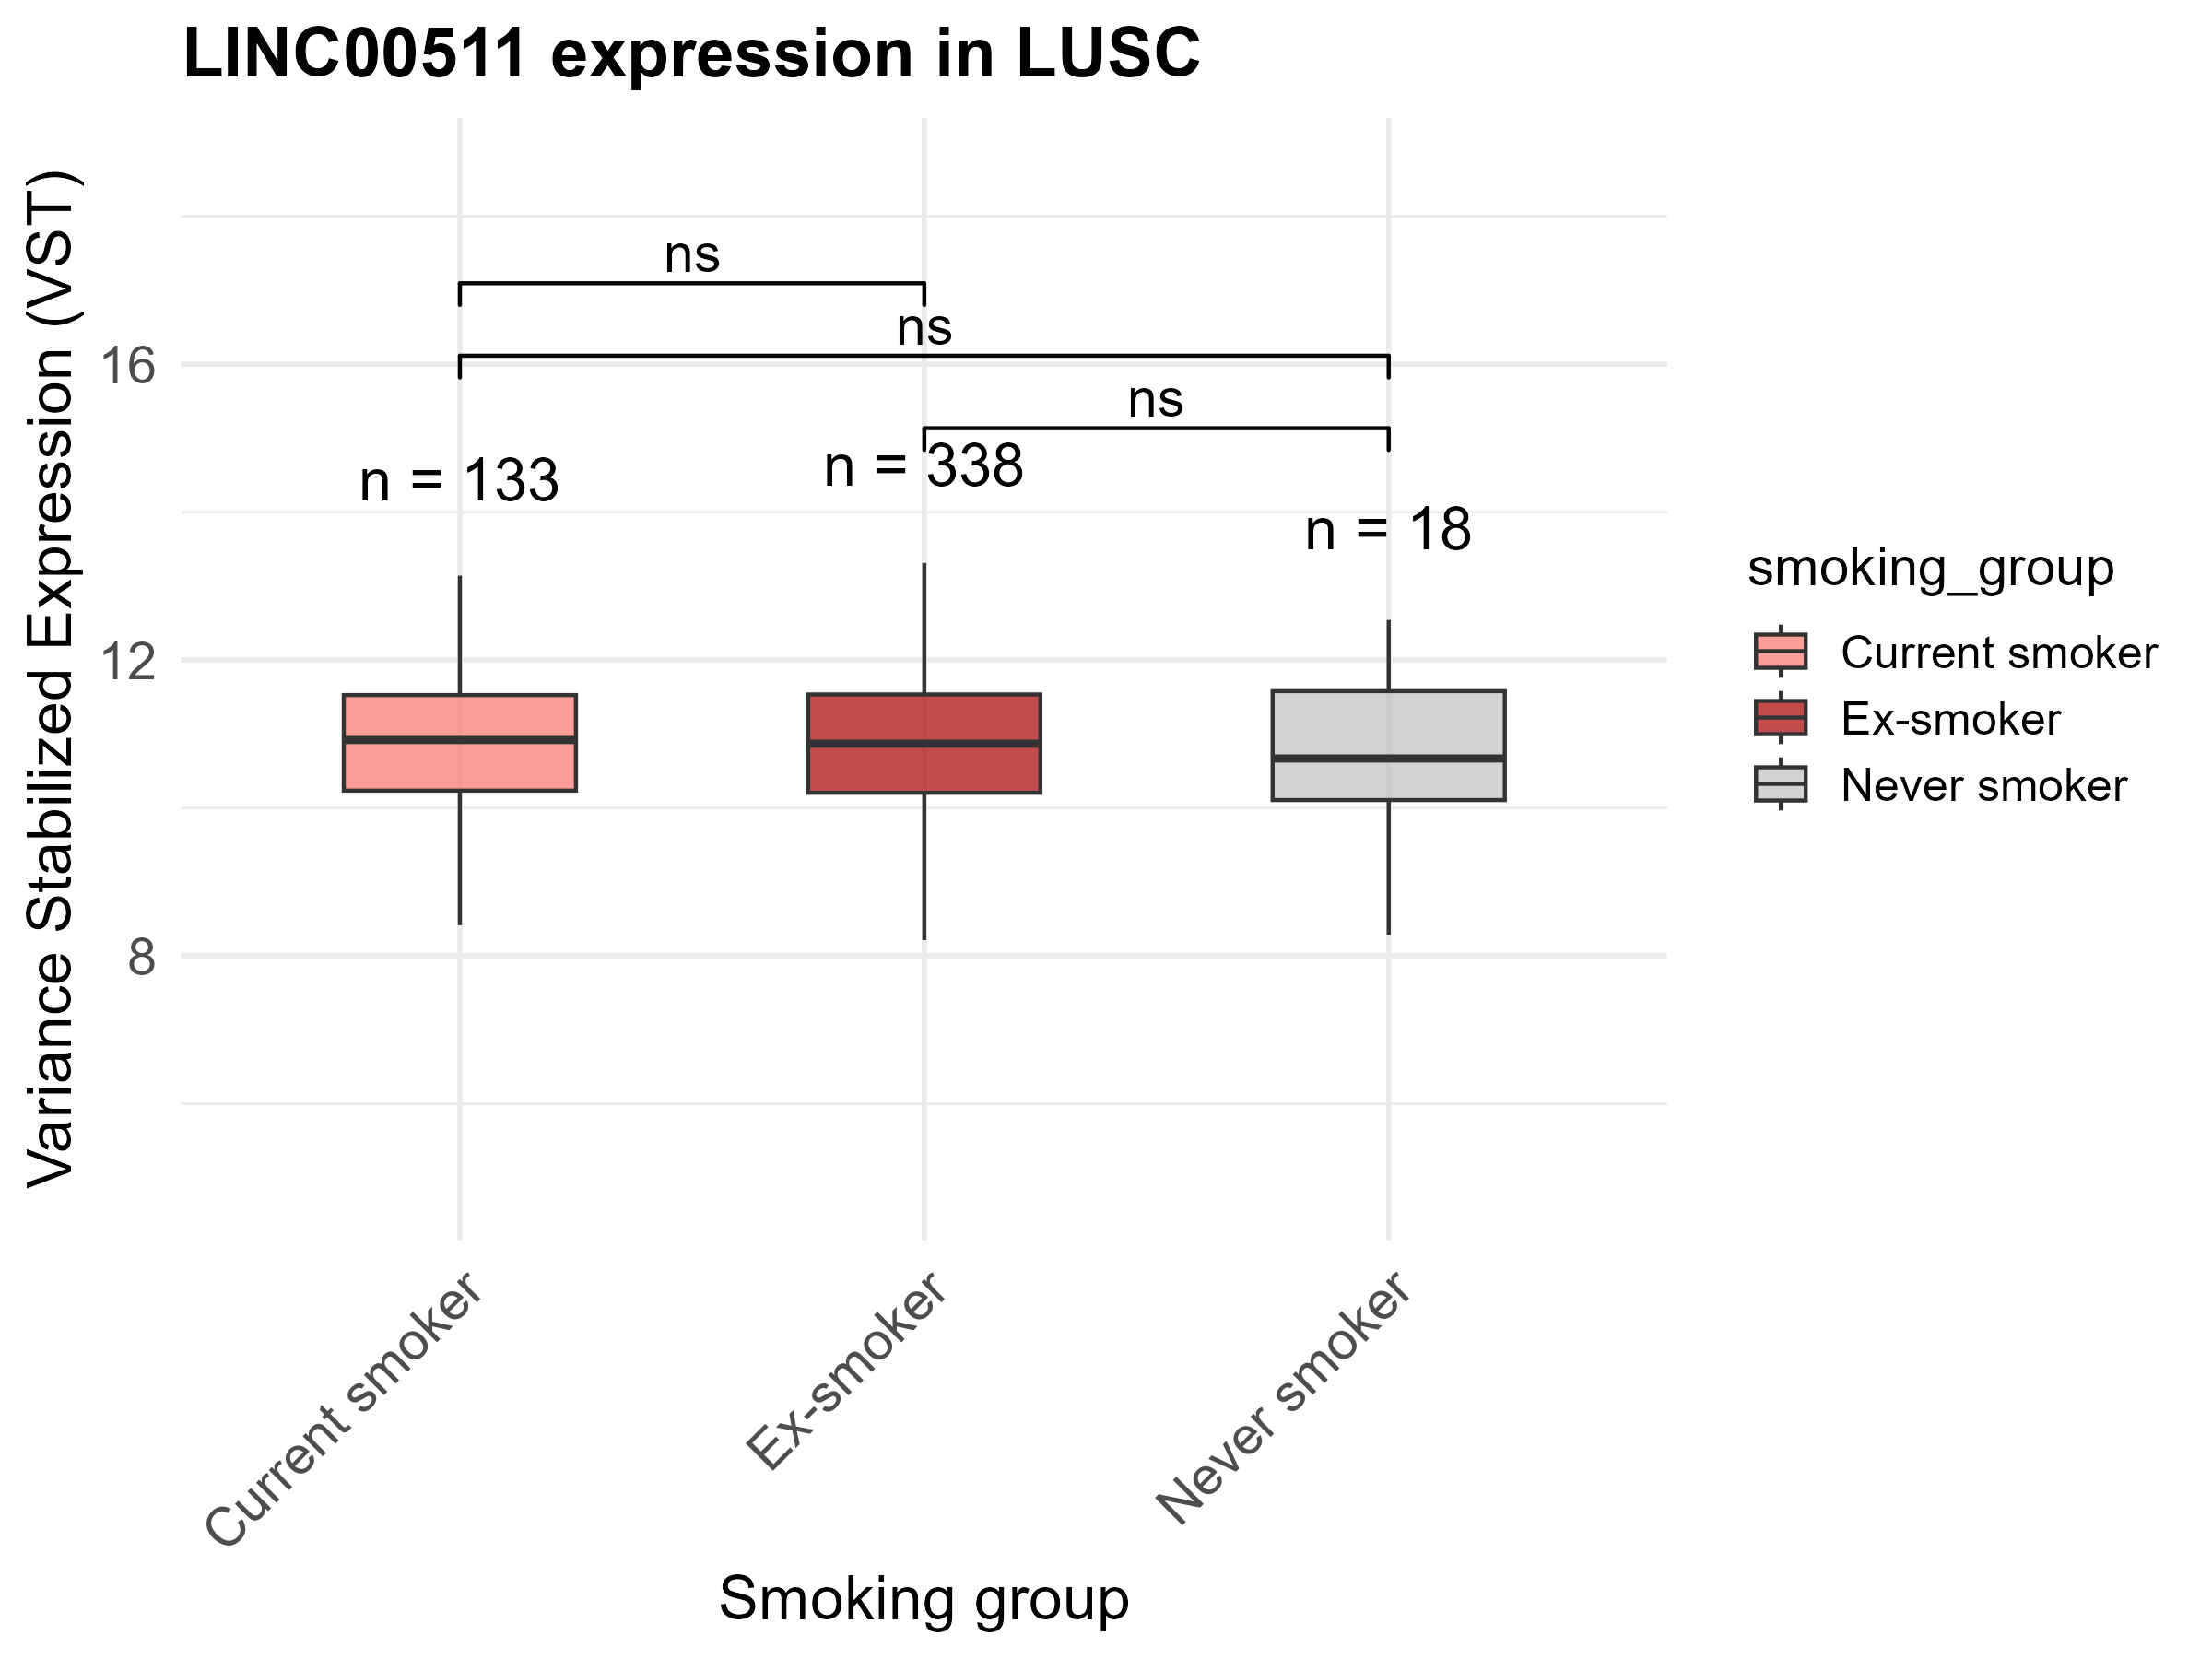 LINC00511 expression in LUSC
Variance Stabilized Expression (VST)
16
12
8
ns
ns
ns
n = 133
n = 338
n = 18
Current smoker
Ex-smoker
Never smoker
Smoking group
smoking_group
Current smoker
Ex-smoker
Never smoker